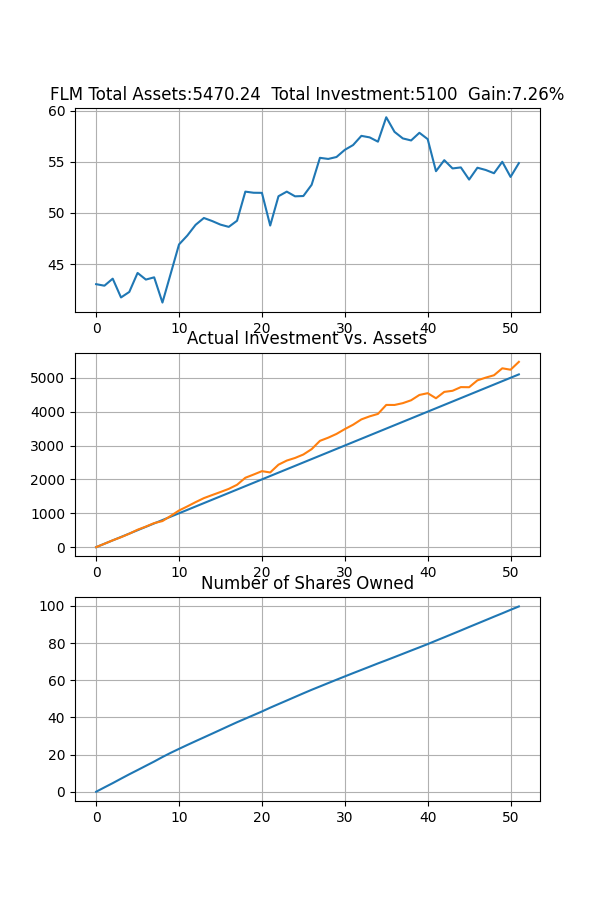 FLM Total Assets:5470.24  Total Investment:5100  Gain:7.26%
60
55
50
45
0 10 20 30 40 50
Actual Investment vs. Assets
5000
4000
3000
2000
1000
0
0 10 20 30 40 50
Number of Shares Owned
100
80
60
40
20
0
0 10 20 30 40 50